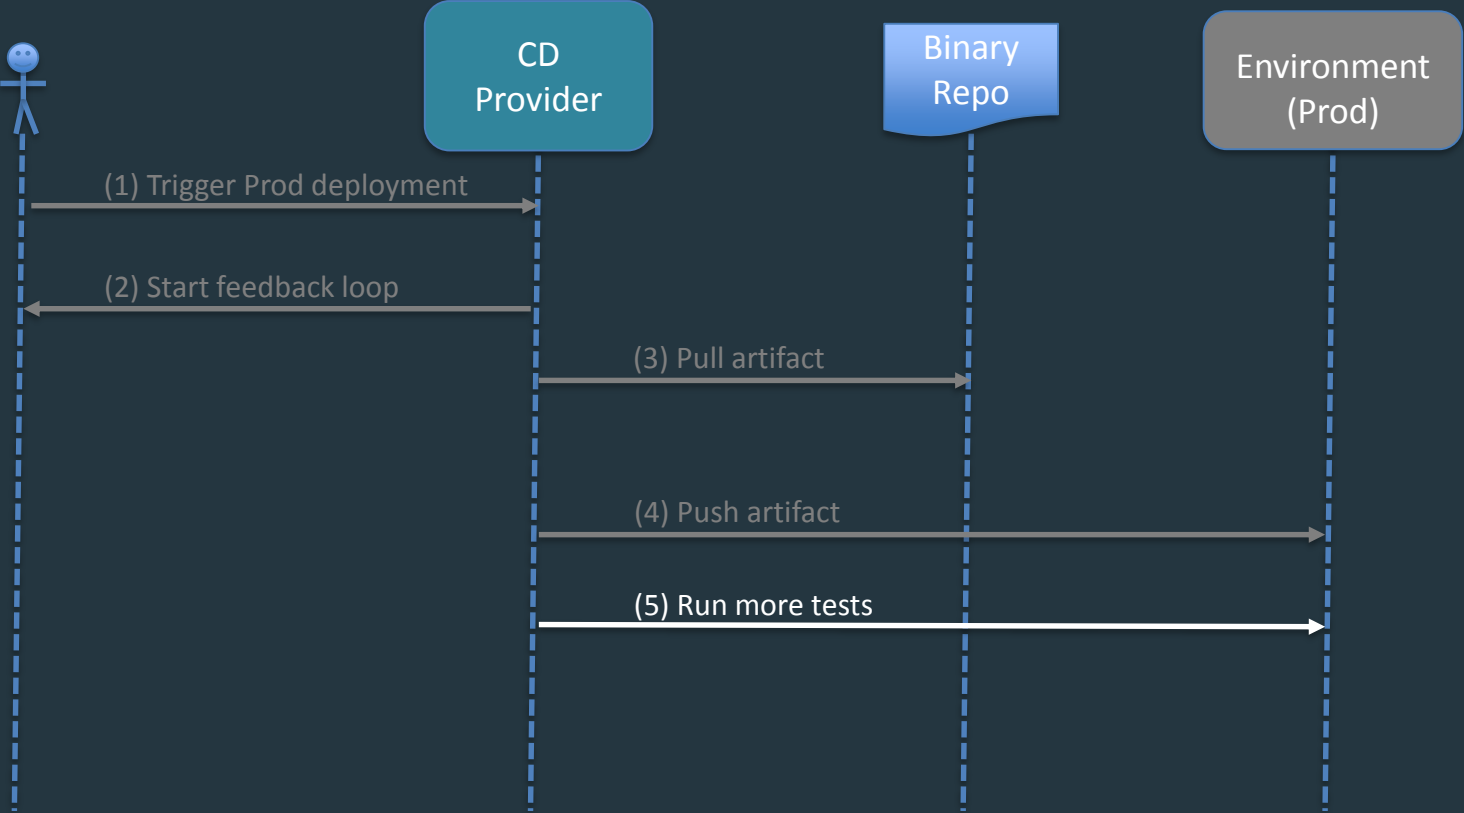 CD
Provider
Binary
Repo
Environment
(Prod)
(1) Trigger Prod deployment
(2) Start feedback loop
(3) Pull artifact
(4) Push artifact
(5) Run more tests